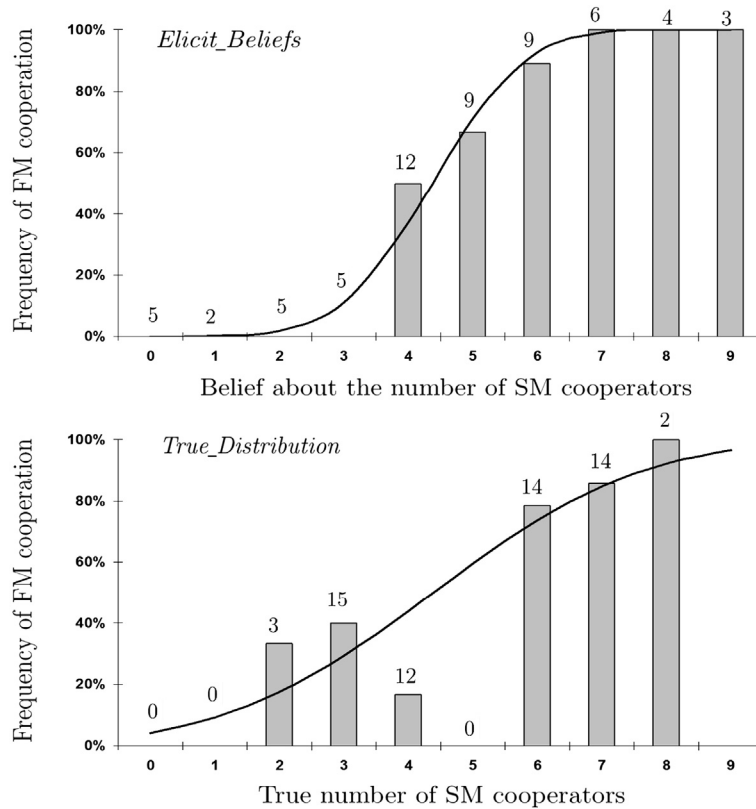 Elicit_Beliefs
Frequency of FM cooperation
100%
80%
60%
40%
20%
0%
5 2 5 5 12 9 9 6 4 3
0 1 2 3 4 5 6 7 8 9
Belief about the number of SM cooperators
True_Distribution
Frequency of FM cooperation
100%
80%
60%
40%
20%
0%
0 0 3 15 12 0 14 14 2
0 1 2 3 4 5 6 7 8 9
True number of SM cooperators